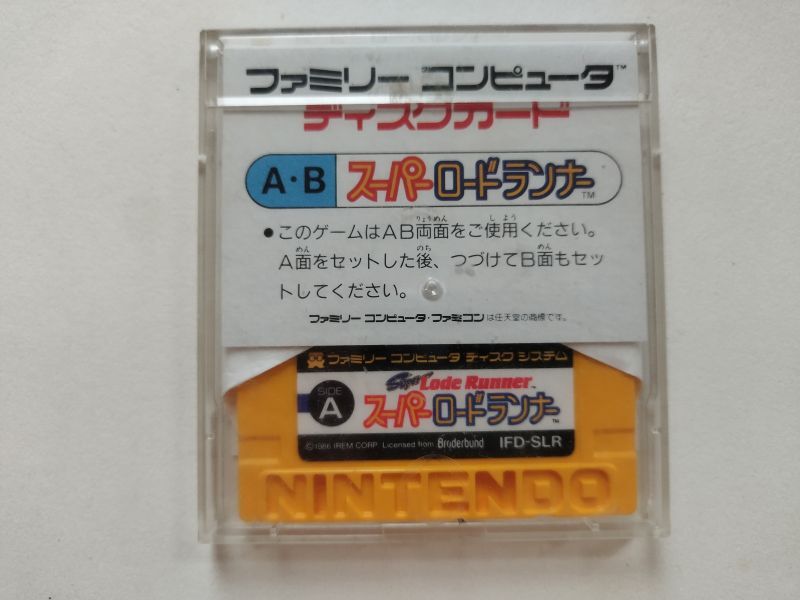 ファミリー コンピュータ™
ディスクカード
A・B スーパーロードランナー™
●このゲームはAB両面をご使用ください。
A面をセットした後、つづけてB面もセッ
トしてください。
ファミリー コンピュータ・ファミコンは任天堂の商標です。
ファミリー コンピュータ ディスク システム
SIDE A
Super Lode Runner™
スーパーロードランナー™
©1986 IREM CORP. Licensed from Brøderbund IFD-SLR
NINTENDO